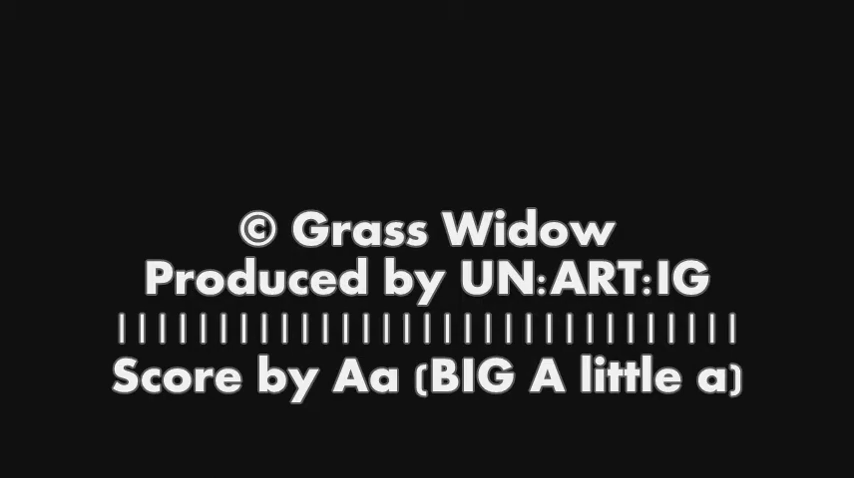 © Grass Widow
Produced by UN:ART:IG
| | | | | | | | | | | | | | | | | | | | | | | | | | | | | | |
Score by Aa (BIG A little a)